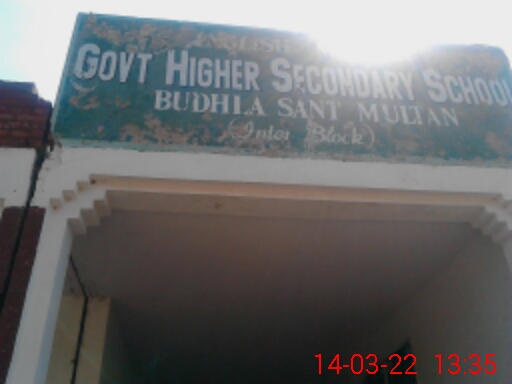 GOVT HIGHER SECONDARY SCHOOL
BUDHLA SANT MULTAN
(Inter Block)
14-03-22 13:35